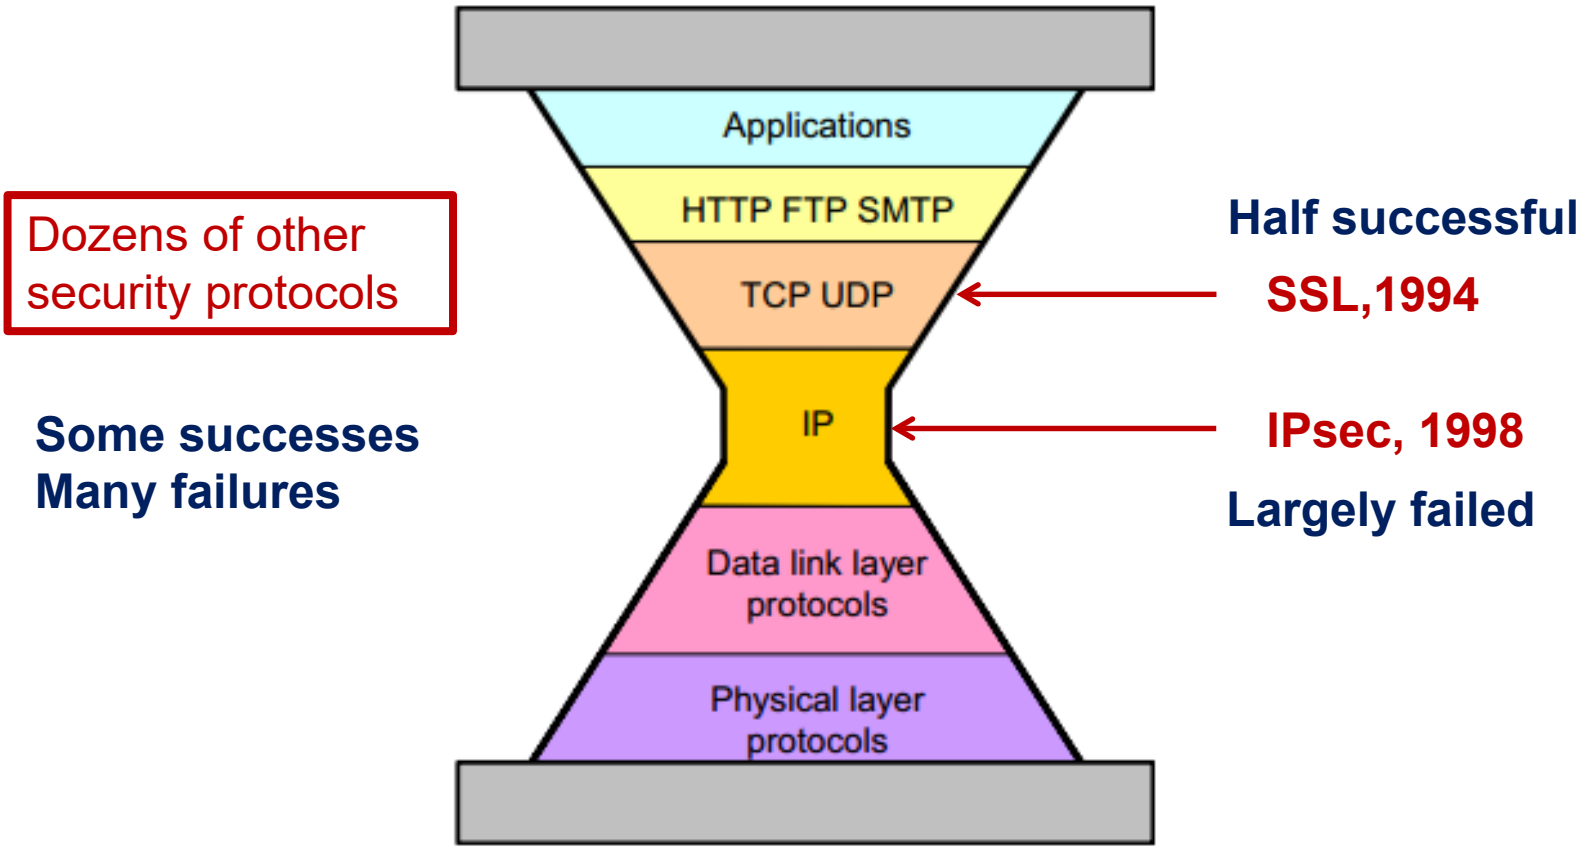 Applications
HTTP FTP SMTP
TCP UDP
IP
Data link layer
protocols
Physical layer
protocols
Dozens of other
security protocols
Some successes
Many failures
Half successful
SSL,1994
IPsec, 1998
Largely failed